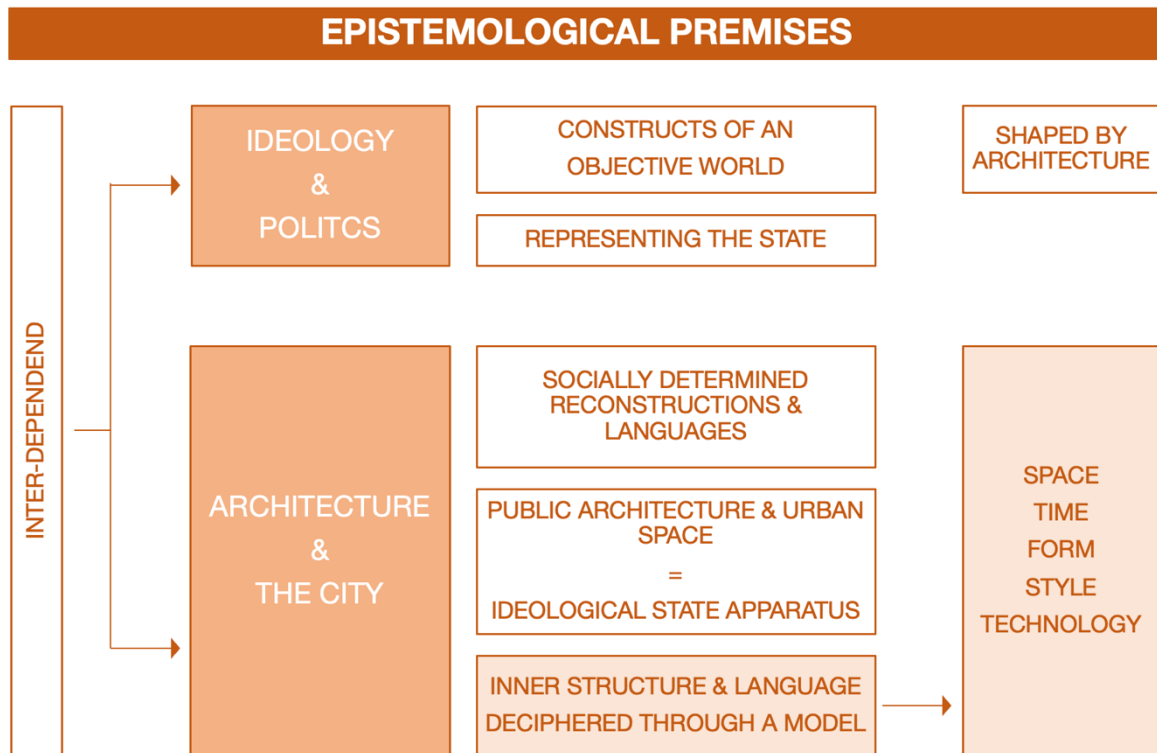 EPISTEMOLOGICAL PREMISES
INTER-DEPENDEND
IDEOLOGY
&
POLITCS
CONSTRUCTS OF AN
OBJECTIVE WORLD
REPRESENTING THE STATE
SHAPED BY
ARCHITECTURE
ARCHITECTURE
&
THE CITY
SOCIALLY DETERMINED
RECONSTRUCTIONS &
LANGUAGES
PUBLIC ARCHITECTURE & URBAN
SPACE
=
IDEOLOGICAL STATE APPARATUS
INNER STRUCTURE & LANGUAGE
DECIPHERED THROUGH A MODEL
SPACE
TIME
FORM
STYLE
TECHNOLOGY